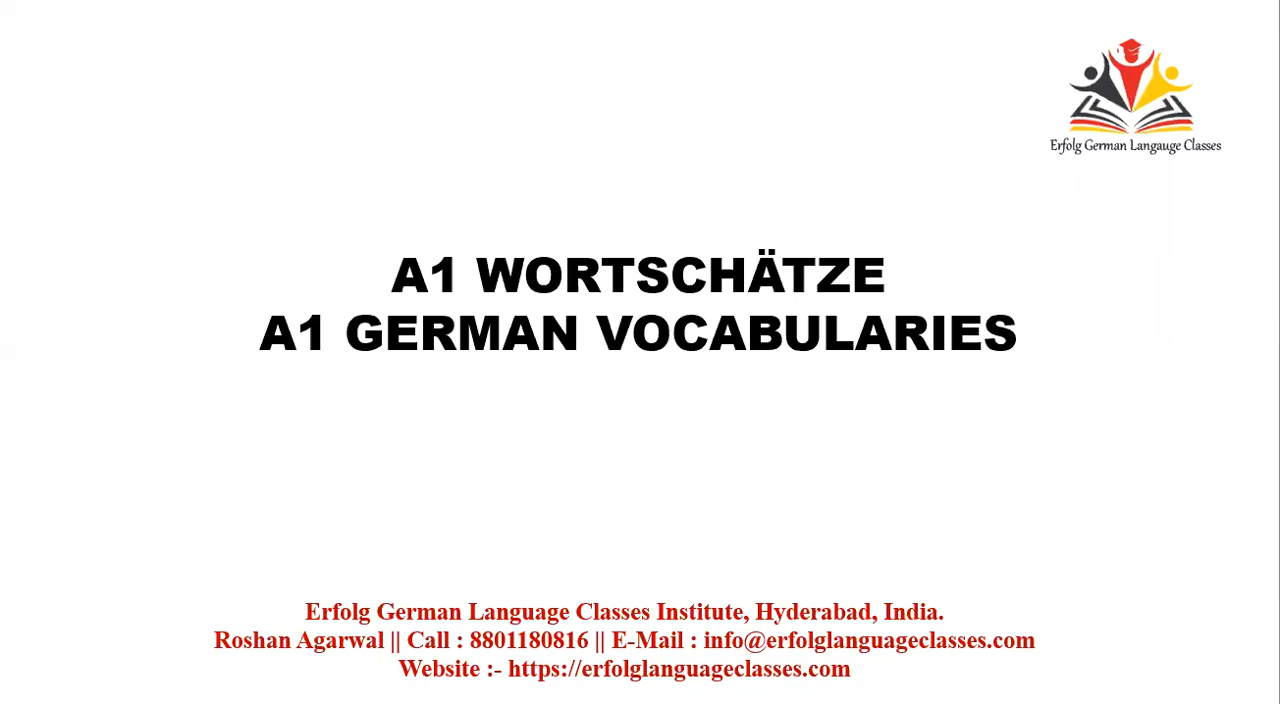 Erfolg German Langauge Classes
A1 WORTSCHÄTZE
A1 GERMAN VOCABULARIES
Erfolg German Language Classes Institute, Hyderabad, India.
Roshan Agarwal || Call : 8801180816 || E-Mail : info@erfolglanguageclasses.com
Website :- https://erfolglanguageclasses.com